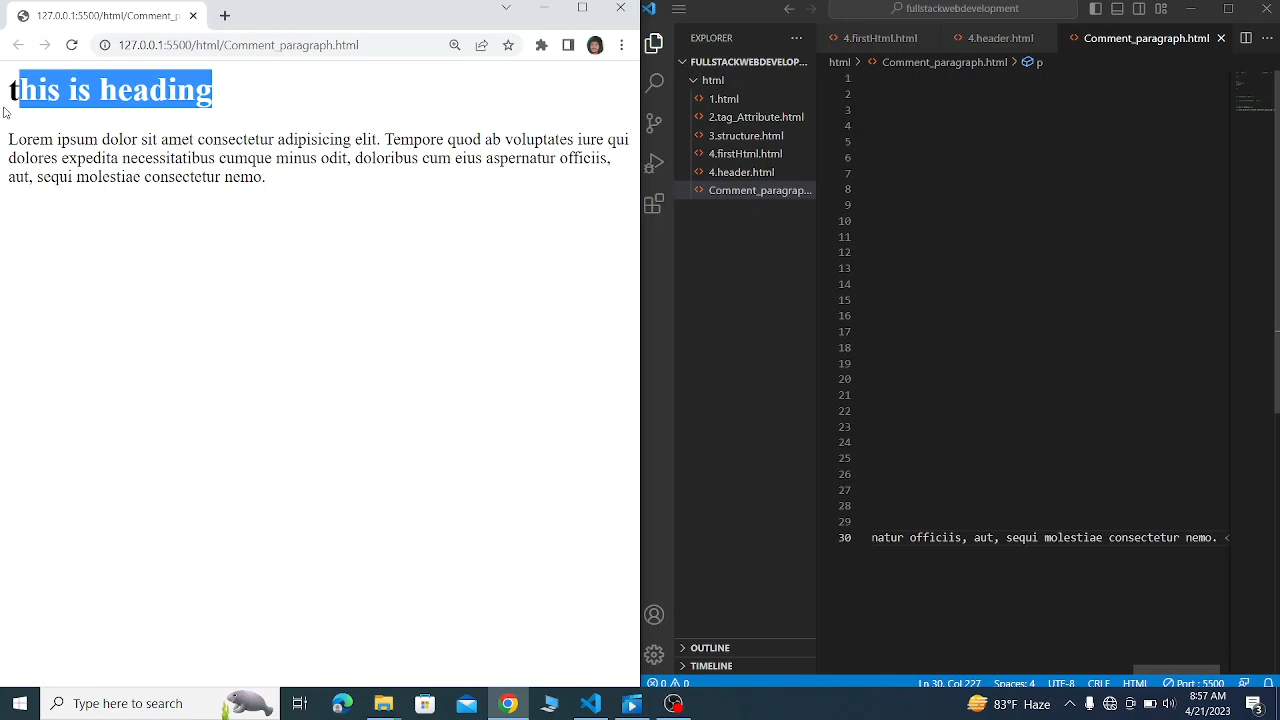 127.0.0.1:5500/html/Comment_p
127.0.0.1:5500/html/Comment_paragraph.html
this is heading
Lorem ipsum dolor sit amet consectetur adipisicing elit. Tempore quod ab voluptates iure qui
dolores expedita necessitatibus cumque minus odit, doloribus cum eius aspernatur officiis,
aut, sequi molestiae consectetur nemo.
fullstackwebdevelopment
EXPLORER
4.firstHtml.html
4.header.html
Comment_paragraph.html
html > Comment_paragraph.html > p
FULLSTACKWEBDEVELOP...
html
1.html
2.tag_Attribute.html
3.structure.html
4.firstHtml.html
4.header.html
Comment_paragrap...
1
2
3
4
5
6
7
8
9
10
11
12
13
14
15
16
17
18
19
20
21
22
23
24
25
26
27
28
29
30
natur officiis, aut, sequi molestiae consectetur nemo. <
OUTLINE
TIMELINE
0 0
Ln 30, Col 227
Spaces: 4
UTF-8
CRLF
HTML
Port : 5500
Type here to search
83°F Haze
8:57 AM
4/21/2023
3